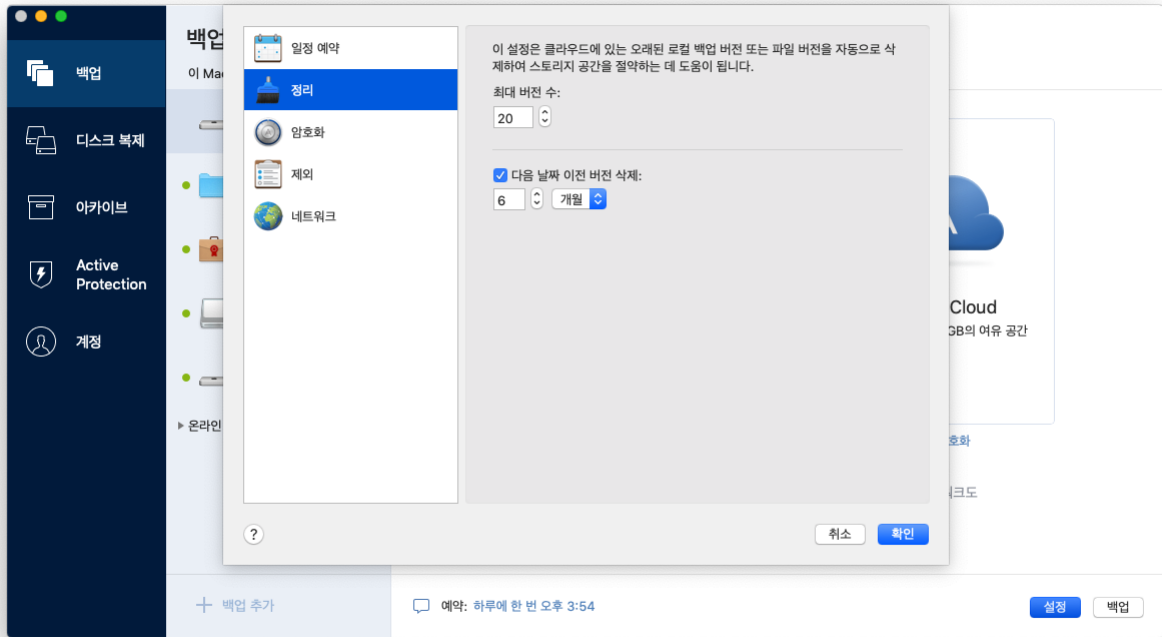 백업
디스크 복제
아카이브
Active
Protection
계정
백업
이 Mac
온라인
백업 추가
일정 예약
정리
암호화
제외
네트워크
이 설정은 클라우드에 있는 오래된 로컬 백업 버전 또는 파일 버전을 자동으로 삭
제하여 스토리지 공간을 절약하는 데 도움이 됩니다.
최대 버전 수:
20
다음 날짜 이전 버전 삭제:
6 개월
?
취소 확인
Cloud
GB의 여유 공간
호화
크도
예약: 하루에 한 번 오후 3:54
설정 백업